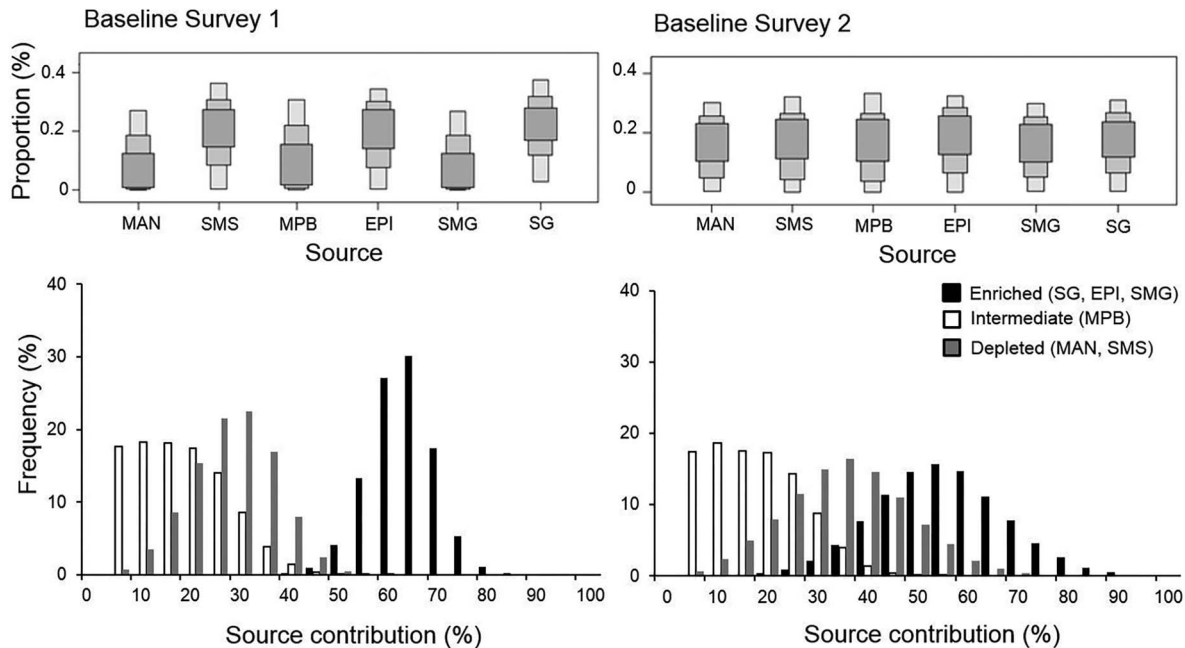 Baseline Survey 1
Proportion (%)
0.4
0.2
0
MAN SMS MPB EPI SMG SG
Source
Baseline Survey 2
0.4
0.2
0
MAN SMS MPB EPI SMG SG
Source
Frequency (%)
40
30
20
10
0
0 10 20 30 40 50 60 70 80 90 100
Source contribution (%)
40
30
20
10
0
Enriched (SG, EPI, SMG)
Intermediate (MPB)
Depleted (MAN, SMS)
0 10 20 30 40 50 60 70 80 90 100
Source contribution (%)